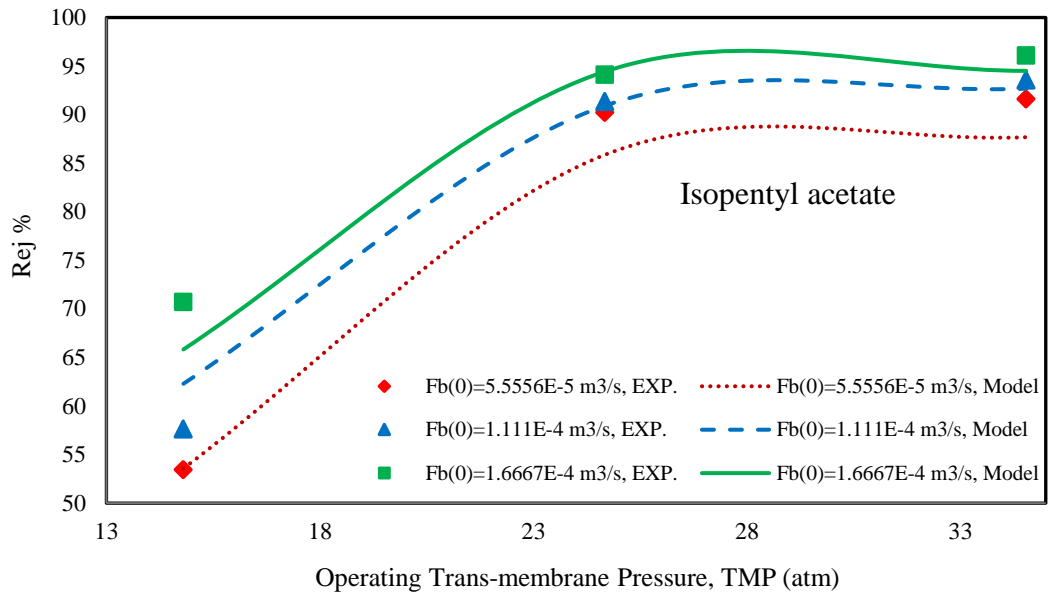 100
95
90
85
80
75
70
65
60
55
50
Rej %
Isopentyl acetate
Fb(0)=5.5556E-5 m3/s, EXP.
Fb(0)=5.5556E-5 m3/s, Model
Fb(0)=1.111E-4 m3/s, EXP.
Fb(0)=1.111E-4 m3/s, Model
Fb(0)=1.6667E-4 m3/s, EXP.
Fb(0)=1.6667E-4 m3/s, Model
13 18 23 28 33
Operating Trans-membrane Pressure, TMP (atm)